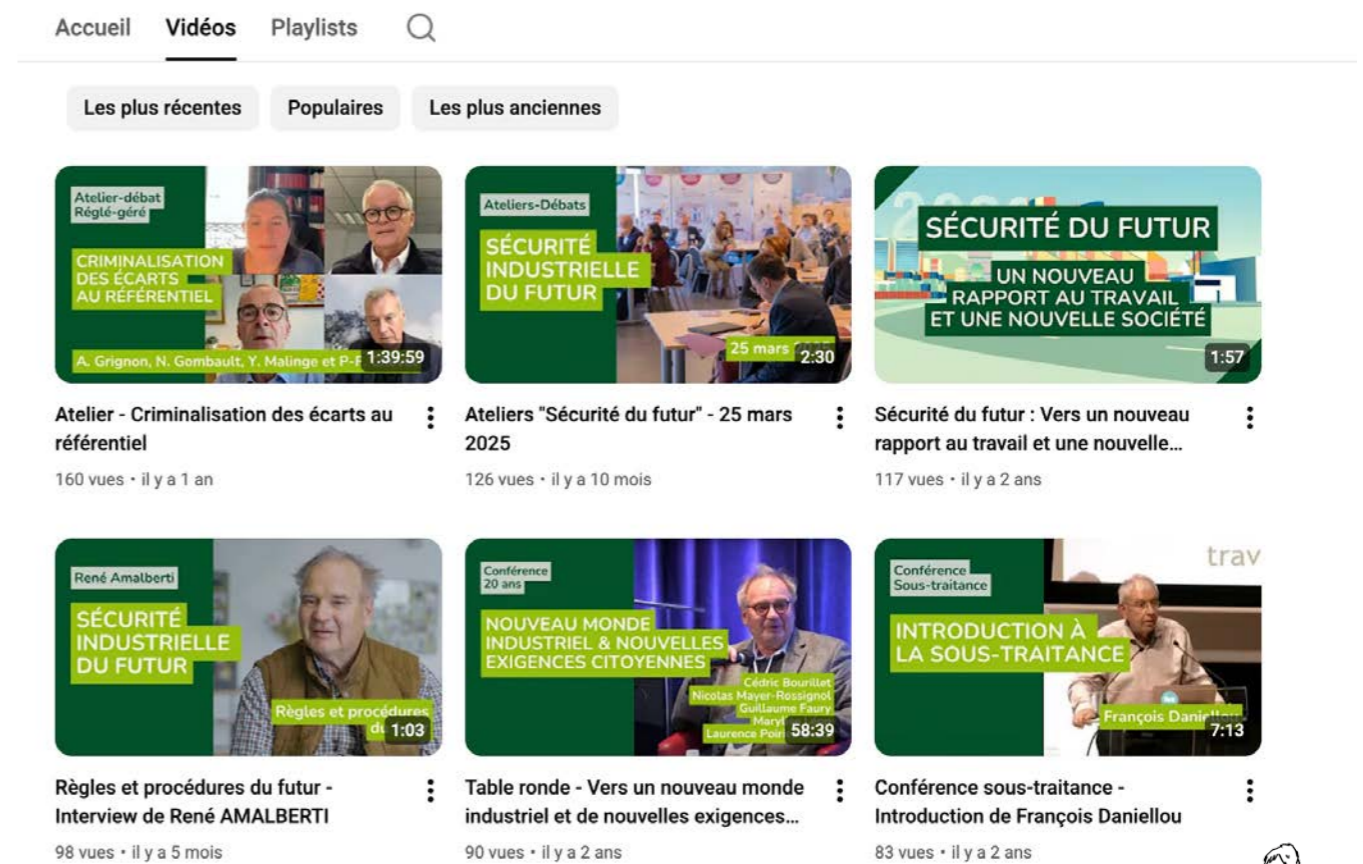 Accueil Vidéos Playlists
Les plus récentes Populaires Les plus anciennes
Atelier-débat
Réglé-géré
CRIMINALISATION
DES ÉCARTS
AU RÉFÉRENTIEL
A. Grignon, N. Gombault, Y. Malinge et P-F
1:39:59
Ateliers-Débats
SÉCURITÉ
INDUSTRIELLE
DU FUTUR
25 mars
2:30
SÉCURITÉ DU FUTUR
UN NOUVEAU
RAPPORT AU TRAVAIL
ET UNE NOUVELLE SOCIÉTÉ
1:57
Atelier - Criminalisation des écarts au
référentiel
160 vues • il y a 1 an
Ateliers "Sécurité du futur" - 25 mars
2025
126 vues • il y a 10 mois
Sécurité du futur : Vers un nouveau
rapport au travail et une nouvelle...
117 vues • il y a 2 ans
René Amalberti
SÉCURITÉ
INDUSTRIELLE
DU FUTUR
Règles et procédures
1:03
Conférence
20 ans
NOUVEAU MONDE
INDUSTRIEL & NOUVELLES
EXIGENCES CITOYENNES
Cédric Bourillet
Nicolas Mayer-Rossignol
Guillaume Faury
Laurence
58:39
trav
Conférence
Sous-traitance
INTRODUCTION À
LA SOUS-TRAITANCE
François
7:13
Règles et procédures du futur -
Interview de René AMALBERTI
98 vues • il y a 5 mois
Table ronde - Vers un nouveau monde
industriel et de nouvelles exigences...
90 vues • il y a 2 ans
Conférence sous-traitance -
Introduction de François Daniellou
83 vues • il y a 2 ans